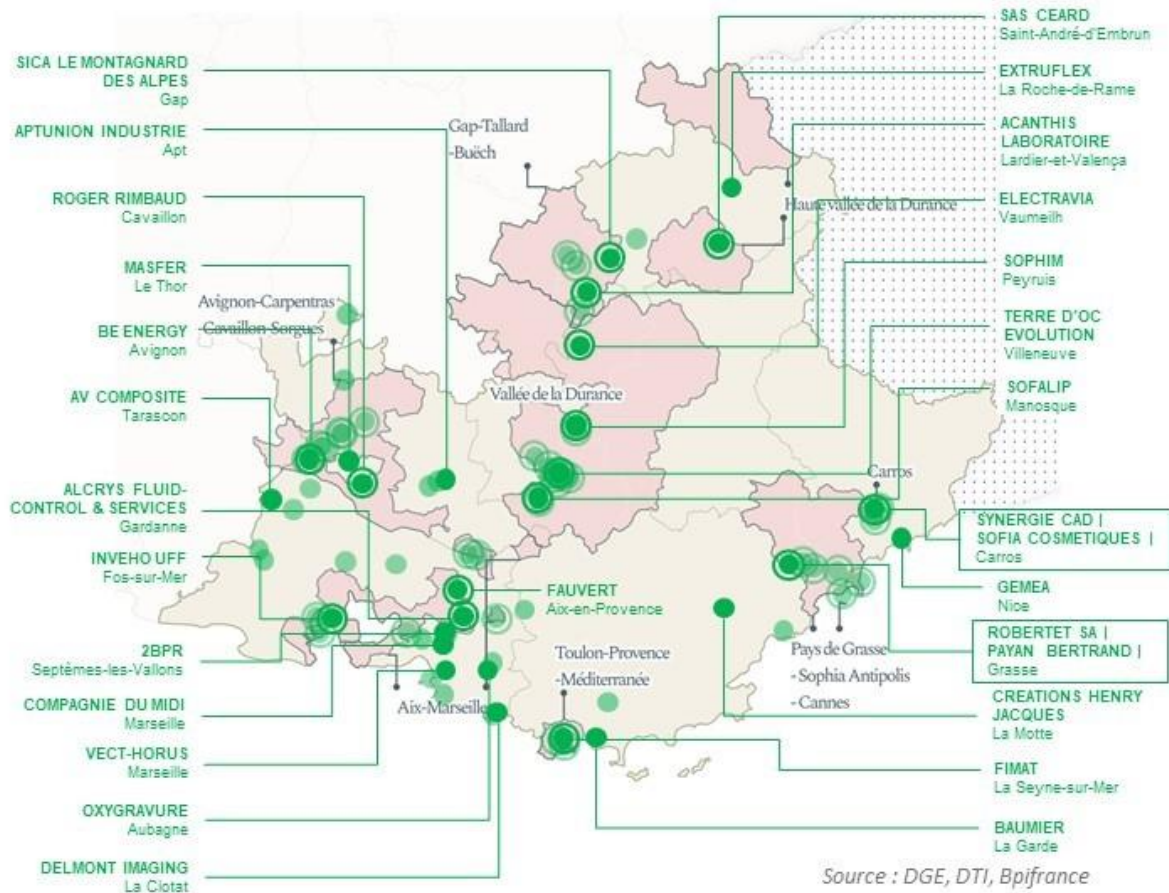 SICA LE MONTAGNARD
DES ALPES
Gap
APTUNION INDUSTRIE
Apt
ROGER RIMBAUD
Cavaillon
MASFER
Le Thor
BE ENERGY
Avignon
AV COMPOSITE
Tarascon
ALCRYS FLUID-
CONTROL & SERVICES
Gardanne
INVEHO UFF
Fos-sur-Mer
2BPR
Septèmes-les-Vallons
COMPAGNIE DU MIDI
Marseille
VECT-HORUS
Marseille
OXYGRAVURE
Aubagne
DELMONT IMAGING
La Ciotat
Gap-Tallard
-Buëch
Haute vallée de la Durance
Avignon-Carpentras
-Cavaillon-Sorgues
Vallée de la Durance
Carros
FAUVERT
Aix-en-Provence
Toulon-Provence
-Méditerranée
Aix-Marseille
Pays de Grasse
- Sophia Antipolis
- Cannes
SAS CEARD
Saint-André-d'Embrun
EXTRUFLEX
La Roche-de-Rame
ACANTHIS
LABORATOIRE
Lardier-et-Valença
ELECTRAVIA
Vaumeilh
SOPHIM
Peyruis
TERRE D'OC
EVOLUTION
Villeneuve
SOFALIP
Manosque
SYNERGIE CAD |
SOFIA COSMETIQUES |
Carros
GEMEA
Nice
ROBERTET SA |
PAYAN BERTRAND |
Grasse
CREATIONS HENRY
JACQUES
La Motte
FIMAT
La Seyne-sur-Mer
BAUMIER
La Garde
Source : DGE, DTI, Bpifrance